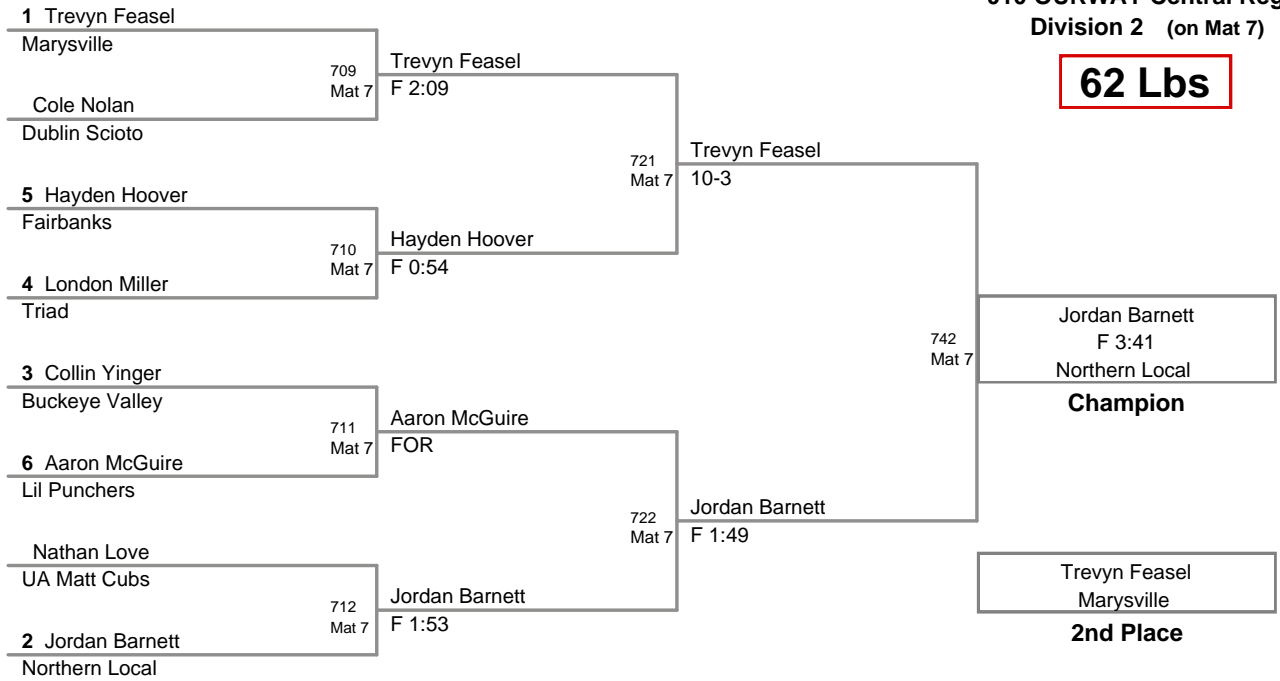 010 OURWAY Central Reg
Division 2 (on Mat 7)
62 Lbs
1 Trevyn Feasel
Marysville
Cole Nolan
Dublin Scioto
5 Hayden Hoover
Fairbanks
4 London Miller
Triad
3 Collin Yinger
Buckeye Valley
6 Aaron McGuire
Lil Punchers
Nathan Love
UA Matt Cubs
2 Jordan Barnett
Northern Local
709
Mat 7
Trevyn Feasel
F 2:09
710
Mat 7
Hayden Hoover
F 0:54
711
Mat 7
Aaron McGuire
FOR
712
Mat 7
Jordan Barnett
F 1:53
721
Mat 7
Trevyn Feasel
10-3
722
Mat 7
Jordan Barnett
F 1:49
742
Mat 7
Jordan Barnett
F 3:41
Northern Local
Champion
Trevyn Feasel
Marysville
2nd Place